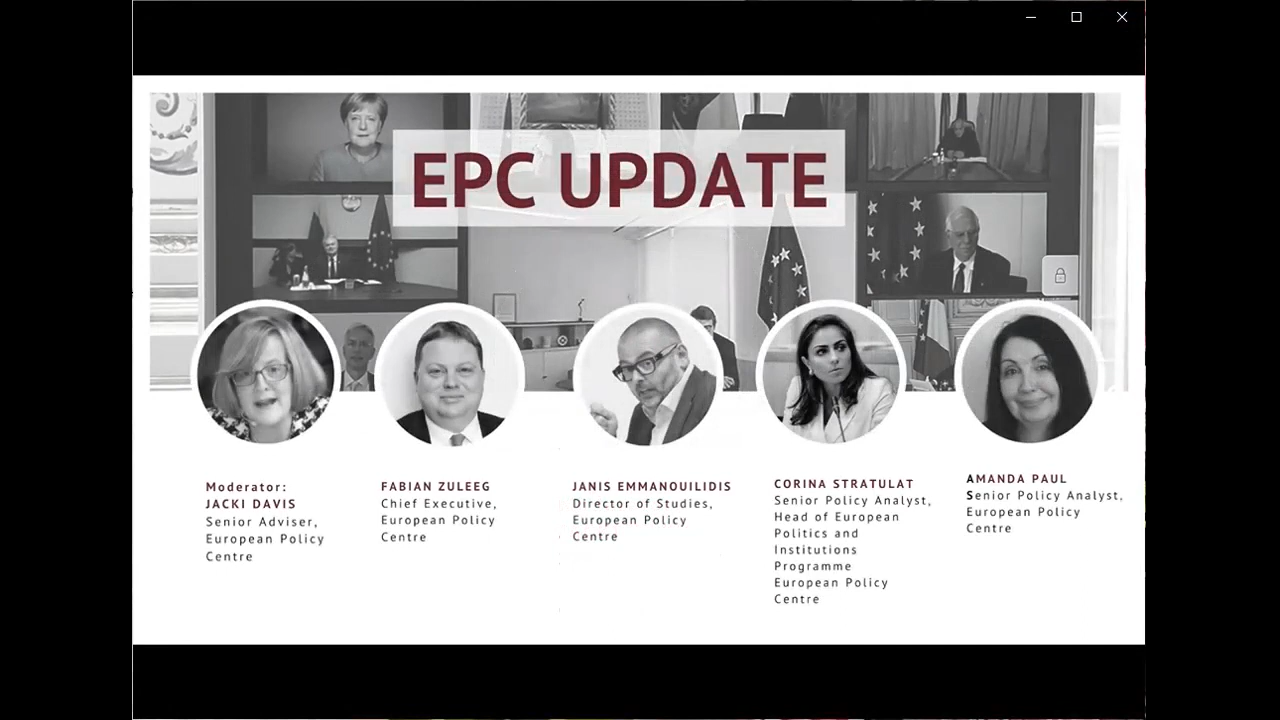 EPC UPDATE
Moderator:
JACKI DAVIS
Senior Adviser,
European Policy
Centre
FABIAN ZULEEG
Chief Executive,
European Policy
Centre
JANIS EMMANOUILIDIS
Director of Studies,
European Policy
Centre
CORINA STRATULAT
Senior Policy Analyst,
Head of European
Politics and
Institutions
Programme
European Policy
Centre
AMANDA PAUL
Senior Policy Analyst,
European Policy
Centre